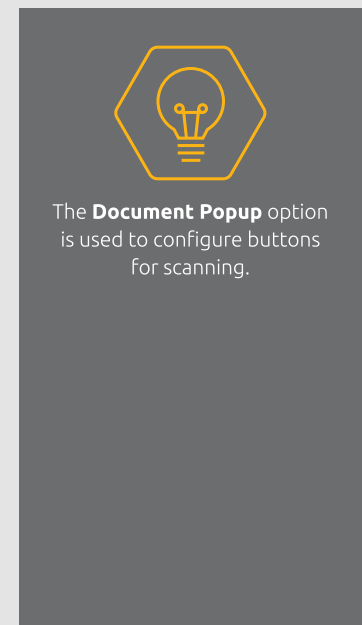 The Document Popup option
is used to configure buttons
for scanning.